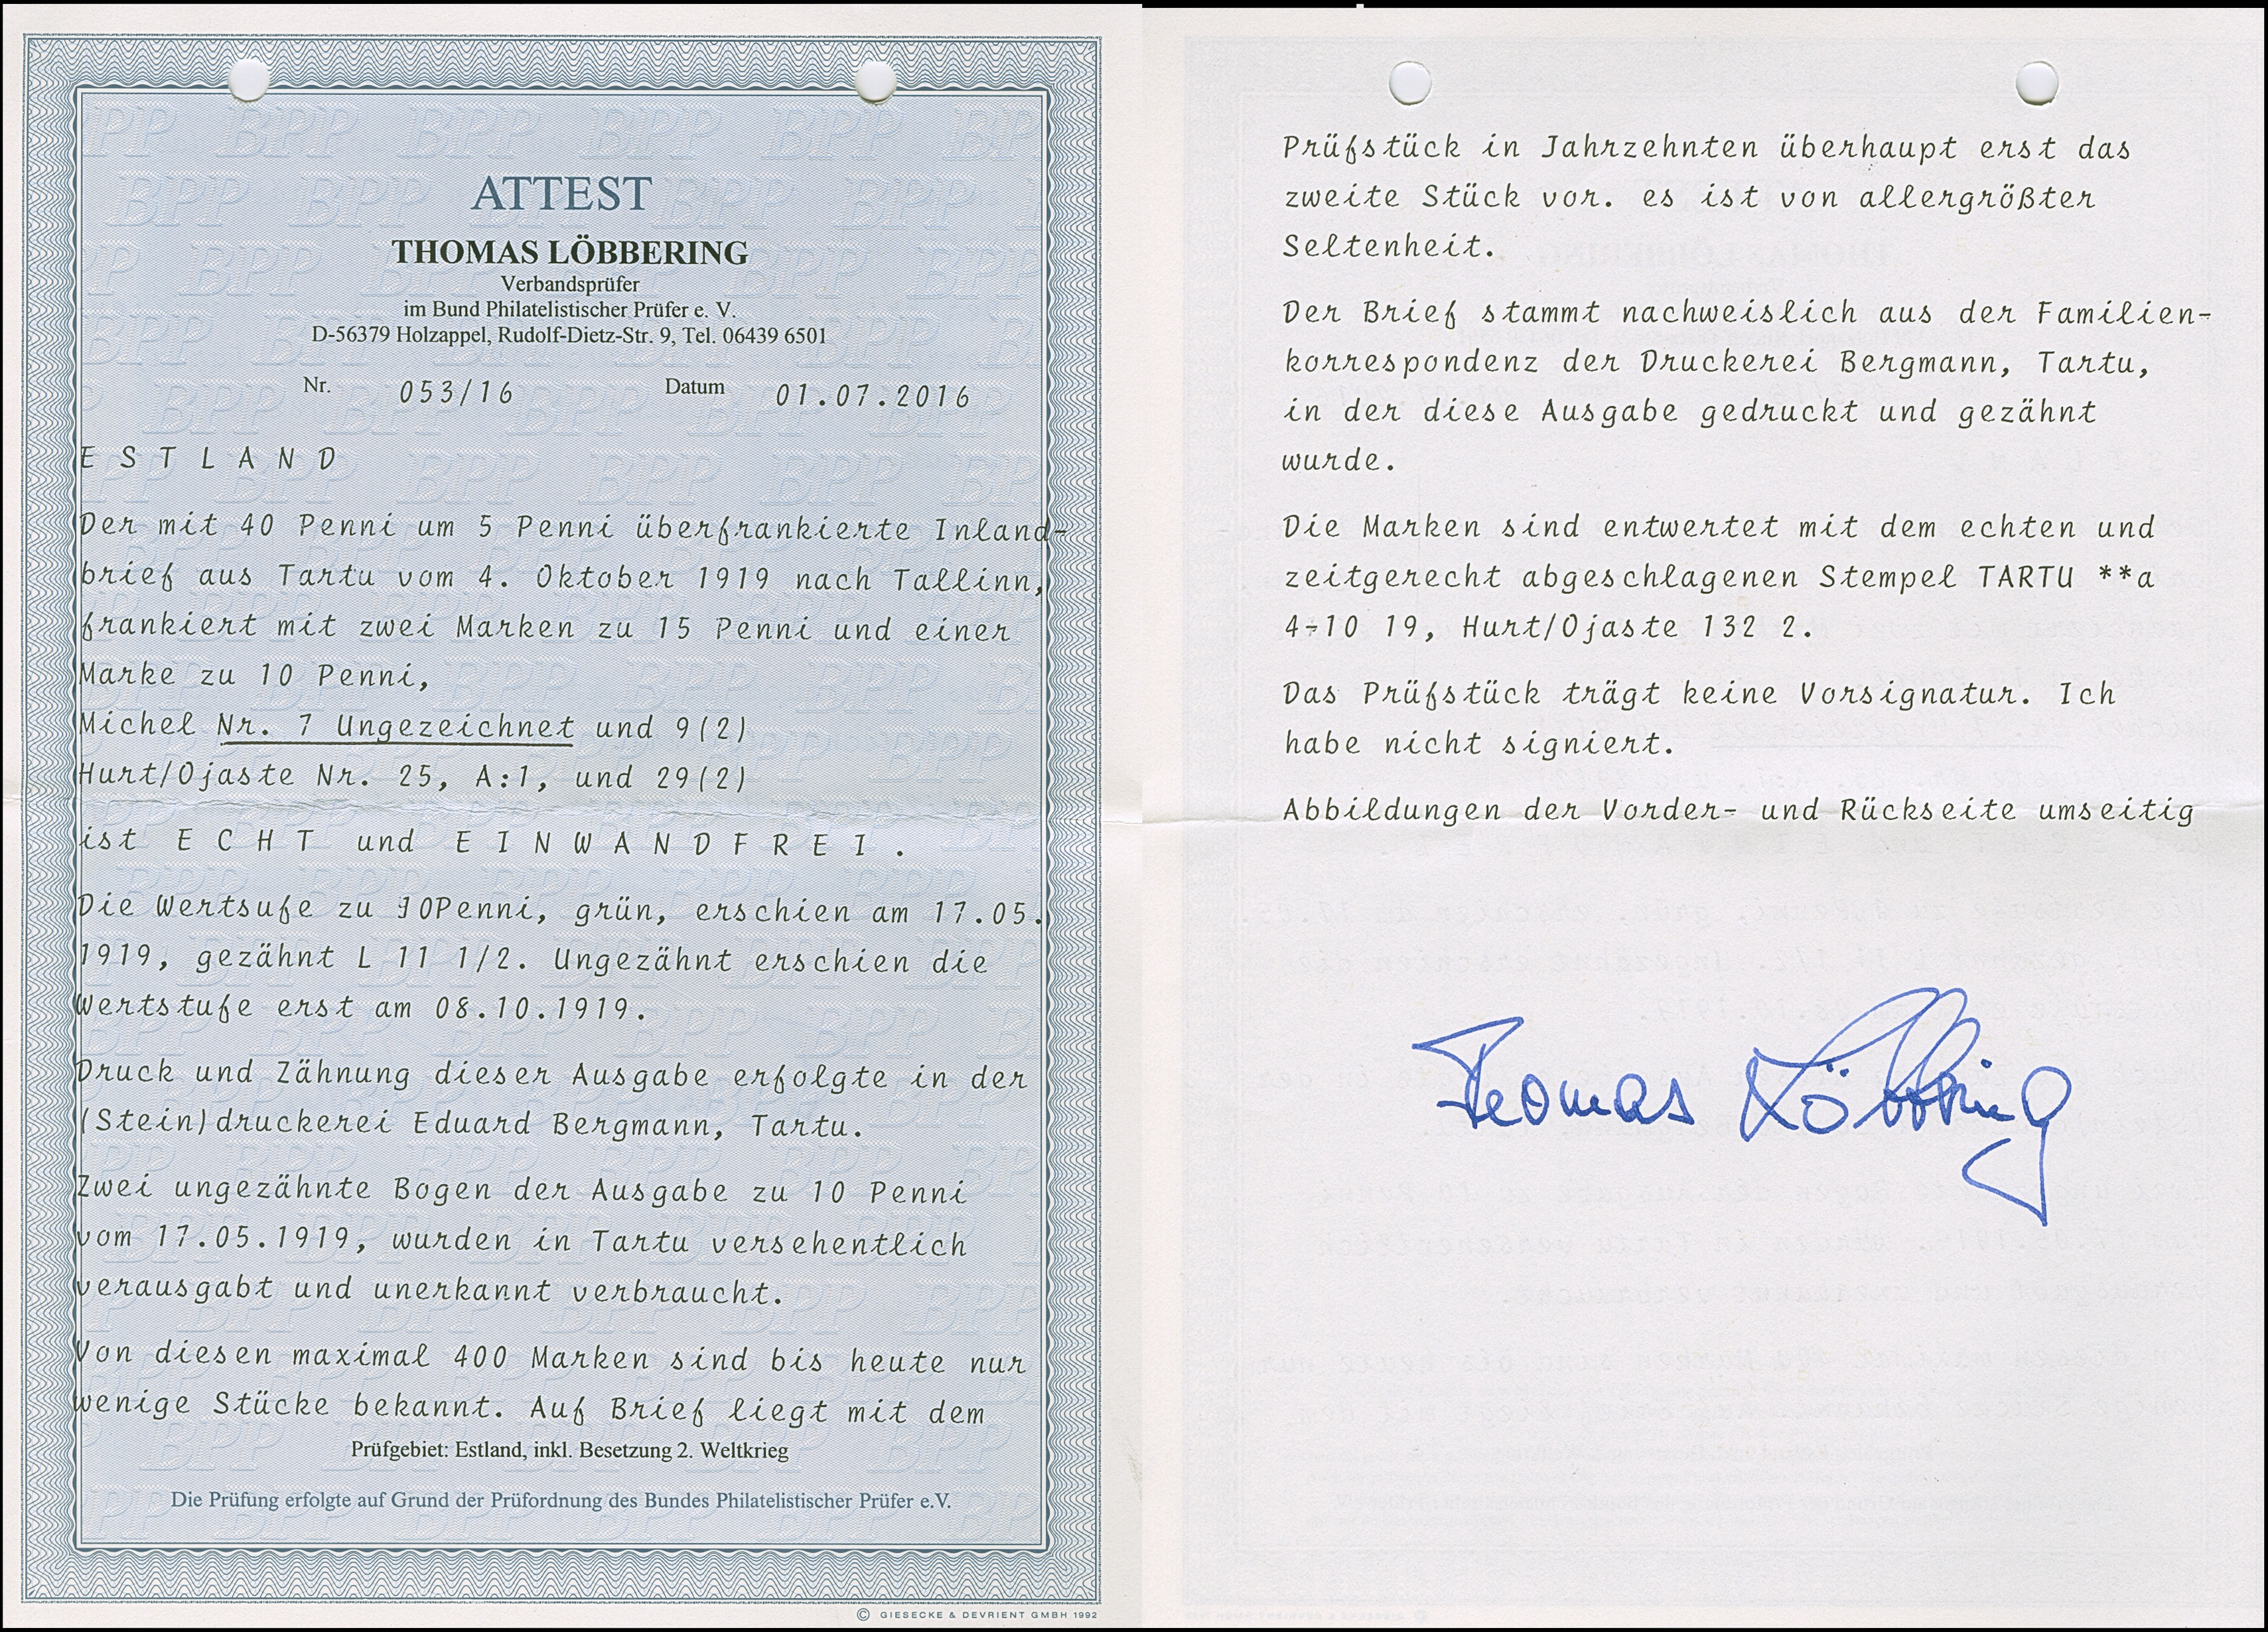 ATTEST
THOMAS LÖBBERING
Verbandsprüfer
im Bund Philatelistischer Prüfer e. V.
D-56379 Holzappel, Rudolf-Dietz-Str. 9, Tel. 06439 6501
Nr. 053/16 Datum 01.07.2016
E S T L A N D
Der mit 40 Penni um 5 Penni überfrankierte Inland-
brief aus Tartu vom 4. Oktober 1919 nach Tallinn,
frankiert mit zwei Marken zu 15 Penni und einer
Marke zu 10 Penni,
Michel Nr. 7 Ungezeichnet und 9(2)
Hurt/Ojaste Nr. 25, A:1, und 29(2)
ist E C H T und E I N W A N D F R E I .
Die Wertsufe zu 10Penni, grün, erschien am 17.05.
1919, gezähnt L 11 1/2. Ungezähnt erschien die
Wertstufe erst am 08.10.1919.
Druck und Zähnung dieser Ausgabe erfolgte in der
(Stein)druckerei Eduard Bergmann, Tartu.
Zwei ungezähnte Bogen der Ausgabe zu 10 Penni
vom 17.05.1919, wurden in Tartu versehentlich
verausgabt und unerkannt verbraucht.
Von diesen maximal 400 Marken sind bis heute nur
wenige Stücke bekannt. Auf Brief liegt mit dem
Prüfgebiet: Estland, inkl. Besetzung 2. Weltkrieg
Die Prüfung erfolgte auf Grund der Prüfordnung des Bundes Philatelistischer Prüfer e.V.
© GIESECKE & DEVRIENT GMBH 1992
Prüfstück in Jahrzehnten überhaupt erst das
zweite Stück vor. es ist von allergrößter
Seltenheit.
Der Brief stammt nachweislich aus der Familien-
korrespondenz der Druckerei Bergmann, Tartu,
in der diese Ausgabe gedruckt und gezähnt
wurde.
Die Marken sind entwertet mit dem echten und
zeitgerecht abgeschlagenen Stempel TARTU **a
4-10 19, Hurt/Ojaste 132 2.
Das Prüfstück trägt keine Vorsignatur. Ich
habe nicht signiert.
Abbildungen der Vorder- und Rückseite umseitig
Thomas Löbbering